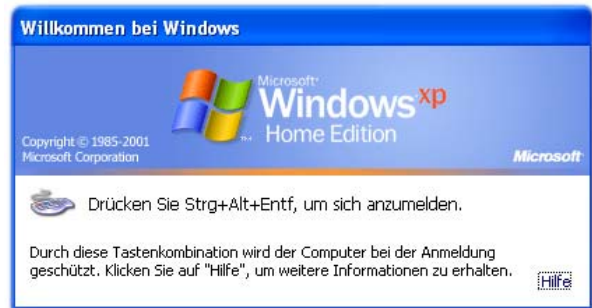 Willkommen bei Windows
Microsoft
Windows xp
Home Edition
Copyright © 1985-2001
Microsoft Corporation
Microsoft
Drücken Sie Strg+Alt+Entf, um sich anzumelden.
Durch diese Tastenkombination wird der Computer bei der Anmeldung
geschützt. Klicken Sie auf "Hilfe", um weitere Informationen zu erhalten.
Hilfe